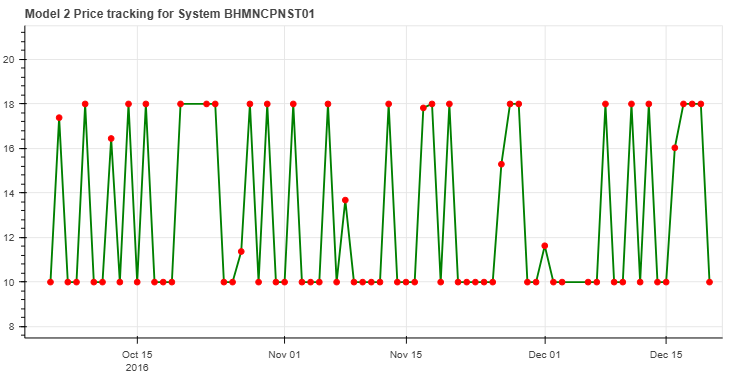 Model 2 Price tracking for System BHMNCPNST01
20
18
16
14
12
10
8
Oct 15
2016
Nov 01
Nov 15
Dec 01
Dec 15